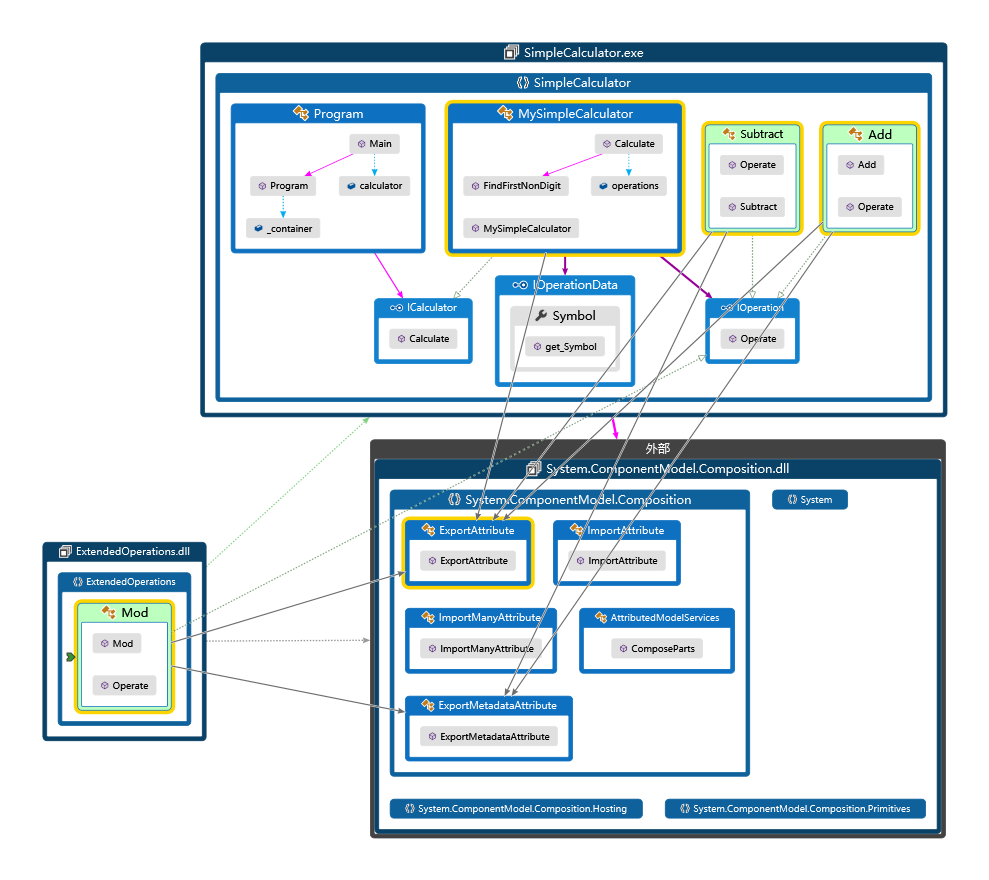 SimpleCalculator.exe
SimpleCalculator
Program
Main
Program
calculator
_container
MySimpleCalculator
Calculate
FindFirstNonDigit
operations
MySimpleCalculator
Subtract
Operate
Subtract
Add
Add
Operate
ICalculator
Calculate
IOperationData
Symbol
get_Symbol
IOperation
Operate
外部
System.ComponentModel.Composition.dll
System.ComponentModel.Composition
System
ExportAttribute
ExportAttribute
ImportAttribute
ImportAttribute
ImportManyAttribute
ImportManyAttribute
AttributedModelServices
ComposeParts
ExportMetadataAttribute
ExportMetadataAttribute
System.ComponentModel.Composition.Hosting
System.ComponentModel.Composition.Primitives
ExtendedOperations.dll
ExtendedOperations
Mod
Mod
Operate